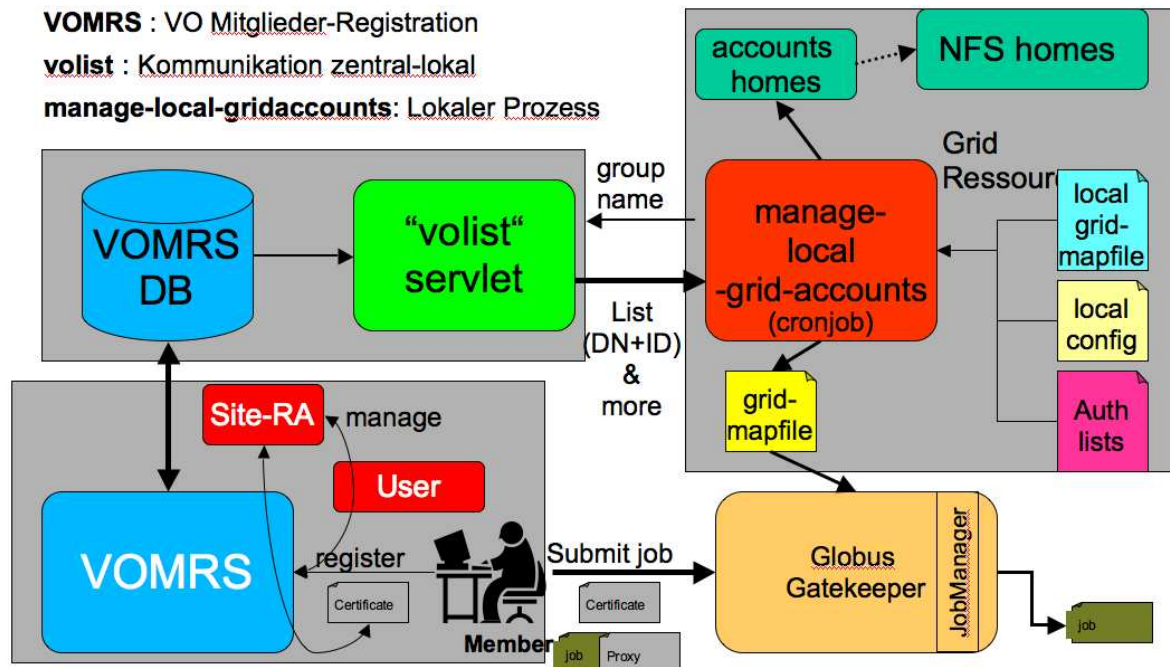 VOMRS : VO Mitglieder-Registration
volist : Kommunikation zentral-lokal
manage-local-gridaccounts: Lokaler Prozess
accounts
homes
NFS homes
Grid
Ressourc
group
name
VOMRS
DB
“volist“
servlet
manage-
local
-grid-accounts
(cronjob)
local
grid-
mapfile
local
config
Auth
lists
List
(DN+ID)
&
more
grid-
mapfile
Site-RA
manage
User
VOMRS
register
Certificate
Member
Submit job
Certificate
job
Proxy
Globus
Gatekeeper
JobManager
job